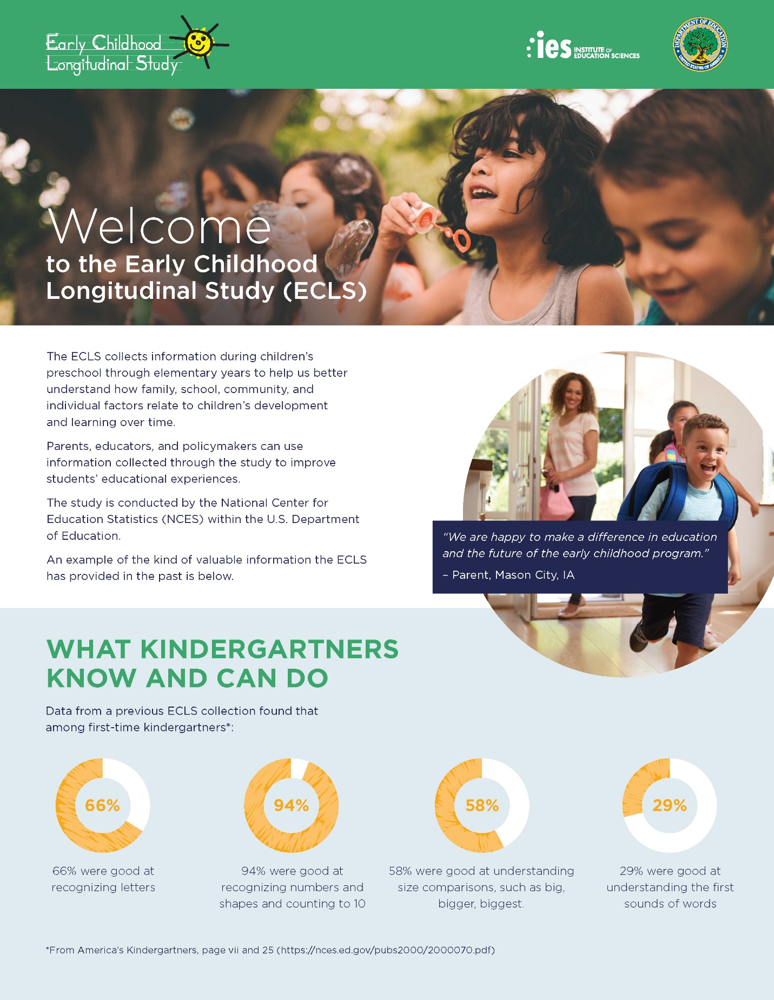 Early Childhood
Longitudinal Study
ies INSTITUTE OF
EDUCATION SCIENCES
DEPARTMENT OF EDUCATION
UNITED STATES OF AMERICA
Welcome
to the Early Childhood
Longitudinal Study (ECLS)
The ECLS collects information during children’s
preschool through elementary years to help us better
understand how family, school, community, and
individual factors relate to children’s development
and learning over time.
Parents, educators, and policymakers can use
information collected through the study to improve
students’ educational experiences.
The study is conducted by the National Center for
Education Statistics (NCES) within the U.S. Department
of Education.
An example of the kind of valuable information the ECLS
has provided in the past is below.
“We are happy to make a difference in education
and the future of the early childhood program.”
– Parent, Mason City, IA
WHAT KINDERGARTNERS
KNOW AND CAN DO
Data from a previous ECLS collection found that
among first-time kindergartners*:
66%
66% were good at
recognizing letters
94%
94% were good at
recognizing numbers and
shapes and counting to 10
58%
58% were good at understanding
size comparisons, such as big,
bigger, biggest.
29%
29% were good at
understanding the first
sounds of words
*From America’s Kindergartners, page vii and 25 (https://nces.ed.gov/pubs2000/2000070.pdf)